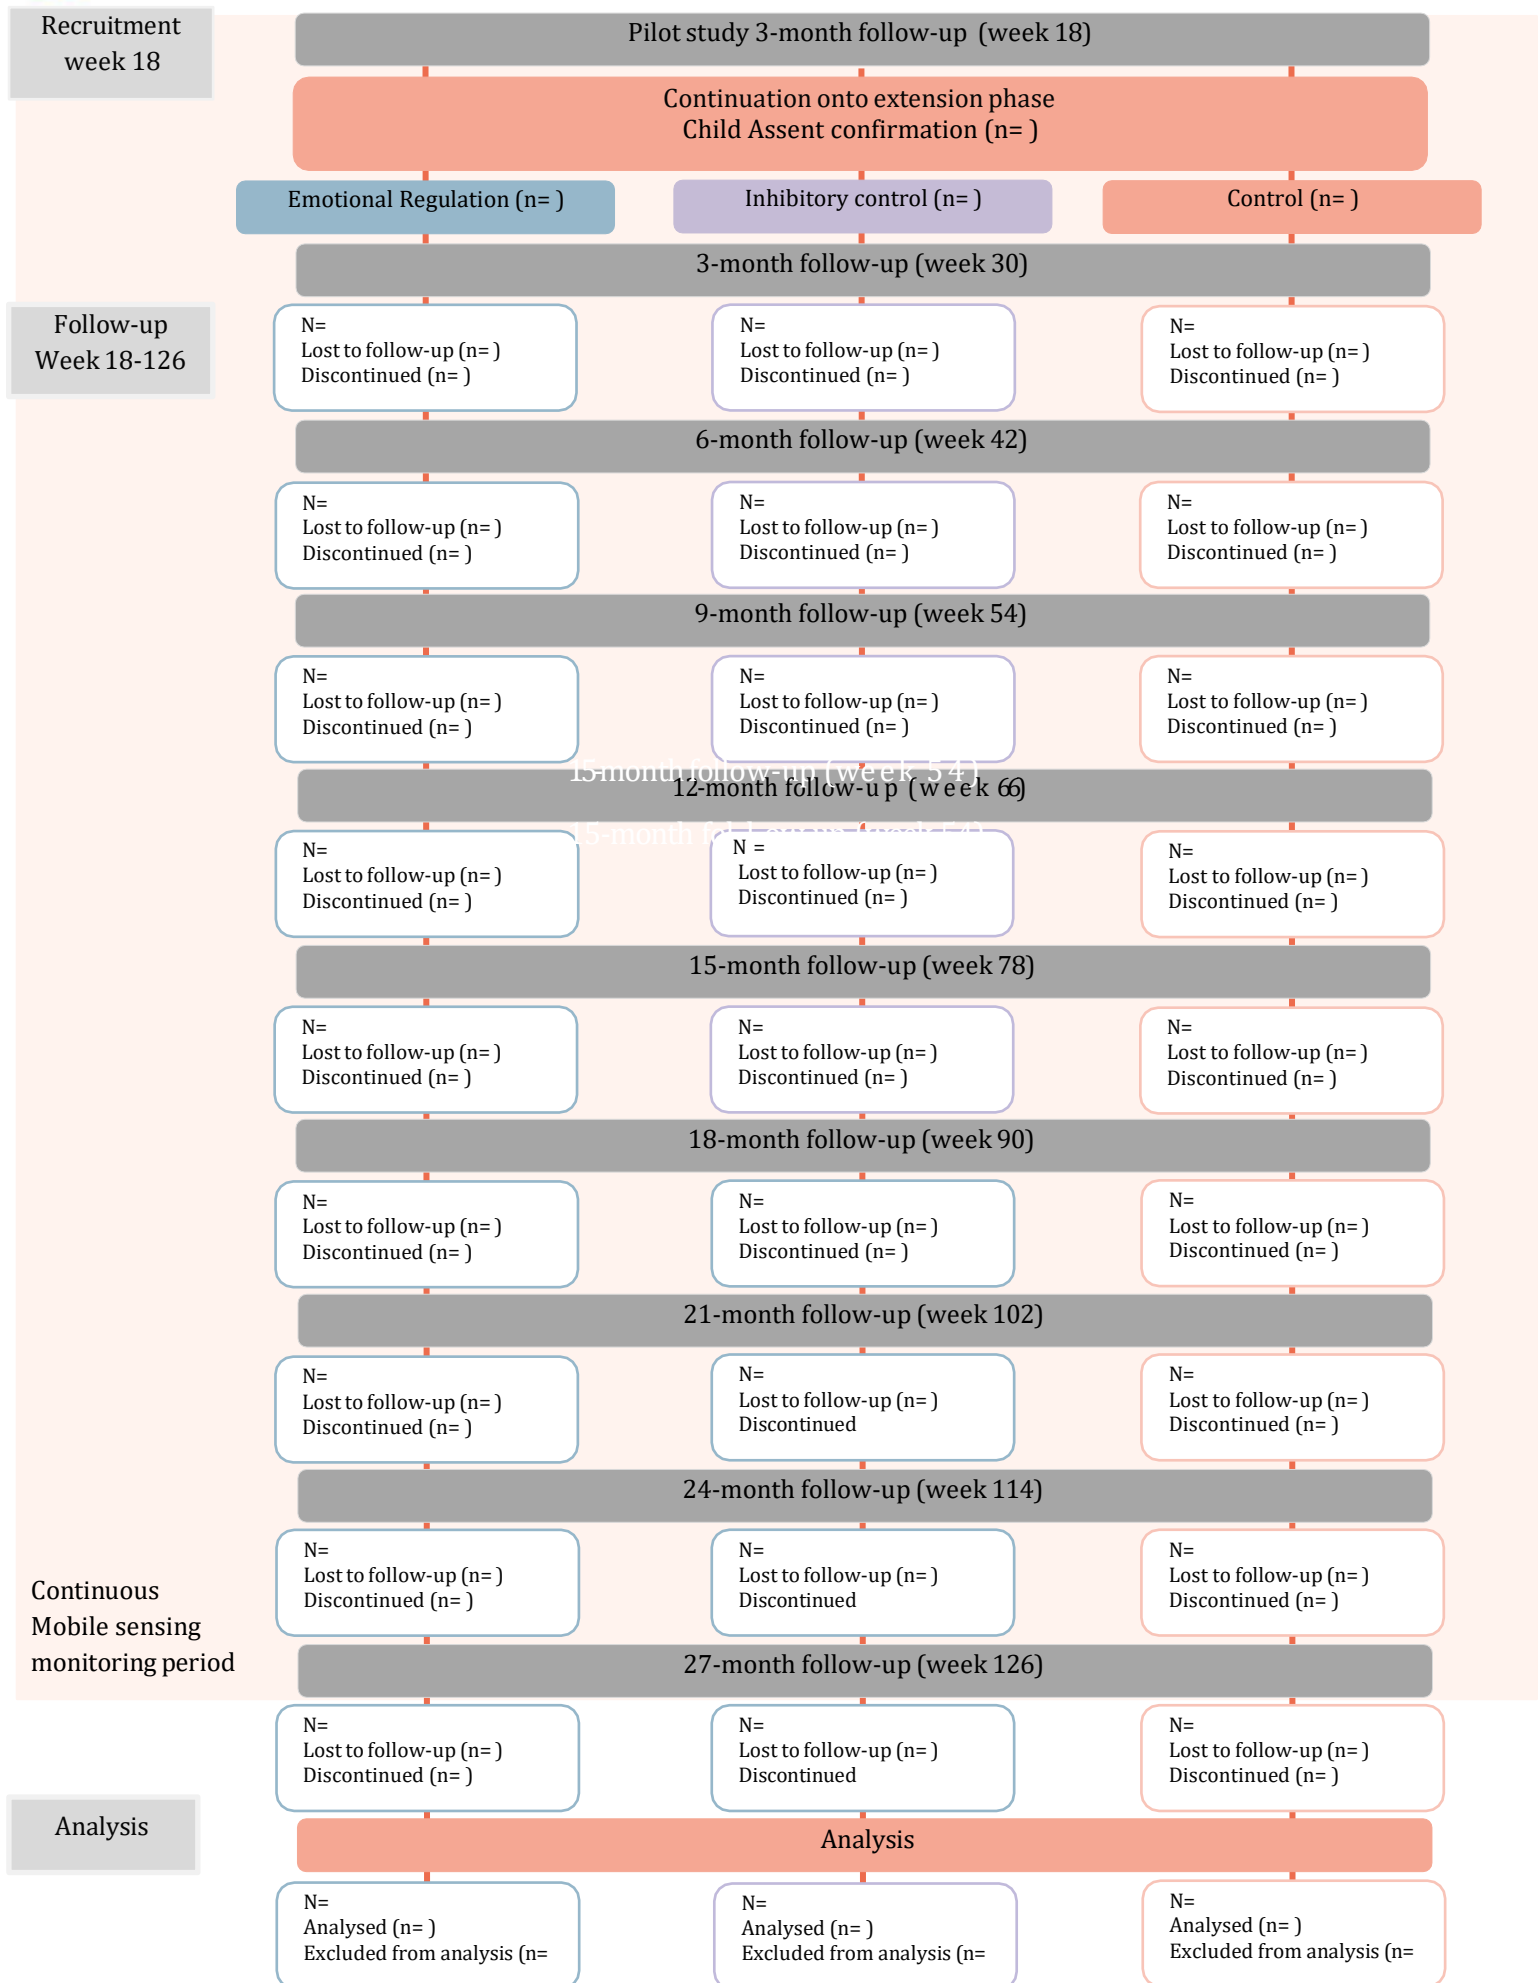 Recruitment
week 18
Pilot study 3-month follow-up (week 18)
Continuation onto extension phase
Child Assent confirmation (n= )
Emotional Regulation (n= )
Inhibitory control (n= )
Control (n= )
3-month follow-up (week 30)
Follow-up
Week 18-126
N=
Lost to follow-up (n= )
Discontinued (n= )
N=
Lost to follow-up (n= )
Discontinued (n= )
N=
Lost to follow-up (n= )
Discontinued (n= )
6-month follow-up (week 42)
N=
Lost to follow-up (n= )
Discontinued (n= )
N=
Lost to follow-up (n= )
Discontinued (n= )
N=
Lost to follow-up (n= )
Discontinued (n= )
9-month follow-up (week 54)
N=
Lost to follow-up (n= )
Discontinued (n= )
N=
Lost to follow-up (n= )
Discontinued (n= )
N=
Lost to follow-up (n= )
Discontinued (n= )
15-month follow-up (week 54)
12-month follow-up (week 66)
15-month
N=
Lost to follow-up (n= )
Discontinued (n= )
N =
Lost to follow-up (n= )
Discontinued (n= )
N=
Lost to follow-up (n= )
Discontinued (n= )
15-month follow-up (week 78)
N=
Lost to follow-up (n= )
Discontinued (n= )
N=
Lost to follow-up (n= )
Discontinued (n= )
N=
Lost to follow-up (n= )
Discontinued (n= )
18-month follow-up (week 90)
N=
Lost to follow-up (n= )
Discontinued (n= )
N=
Lost to follow-up (n= )
Discontinued (n= )
N=
Lost to follow-up (n= )
Discontinued (n= )
21-month follow-up (week 102)
N=
Lost to follow-up (n= )
Discontinued (n= )
N=
Lost to follow-up (n= )
Discontinued
N=
Lost to follow-up (n= )
Discontinued (n= )
24-month follow-up (week 114)
N=
Lost to follow-up (n= )
Discontinued (n= )
N=
Lost to follow-up (n= )
Discontinued
N=
Lost to follow-up (n= )
Discontinued (n= )
Continuous
Mobile sensing
monitoring period
27-month follow-up (week 126)
N=
Lost to follow-up (n= )
Discontinued (n= )
N=
Lost to follow-up (n= )
Discontinued
N=
Lost to follow-up (n= )
Discontinued (n= )
Analysis
Analysis
N=
Analysed (n= )
Excluded from analysis (n=
N=
Analysed (n= )
Excluded from analysis (n=
N=
Analysed (n= )
Excluded from analysis (n=